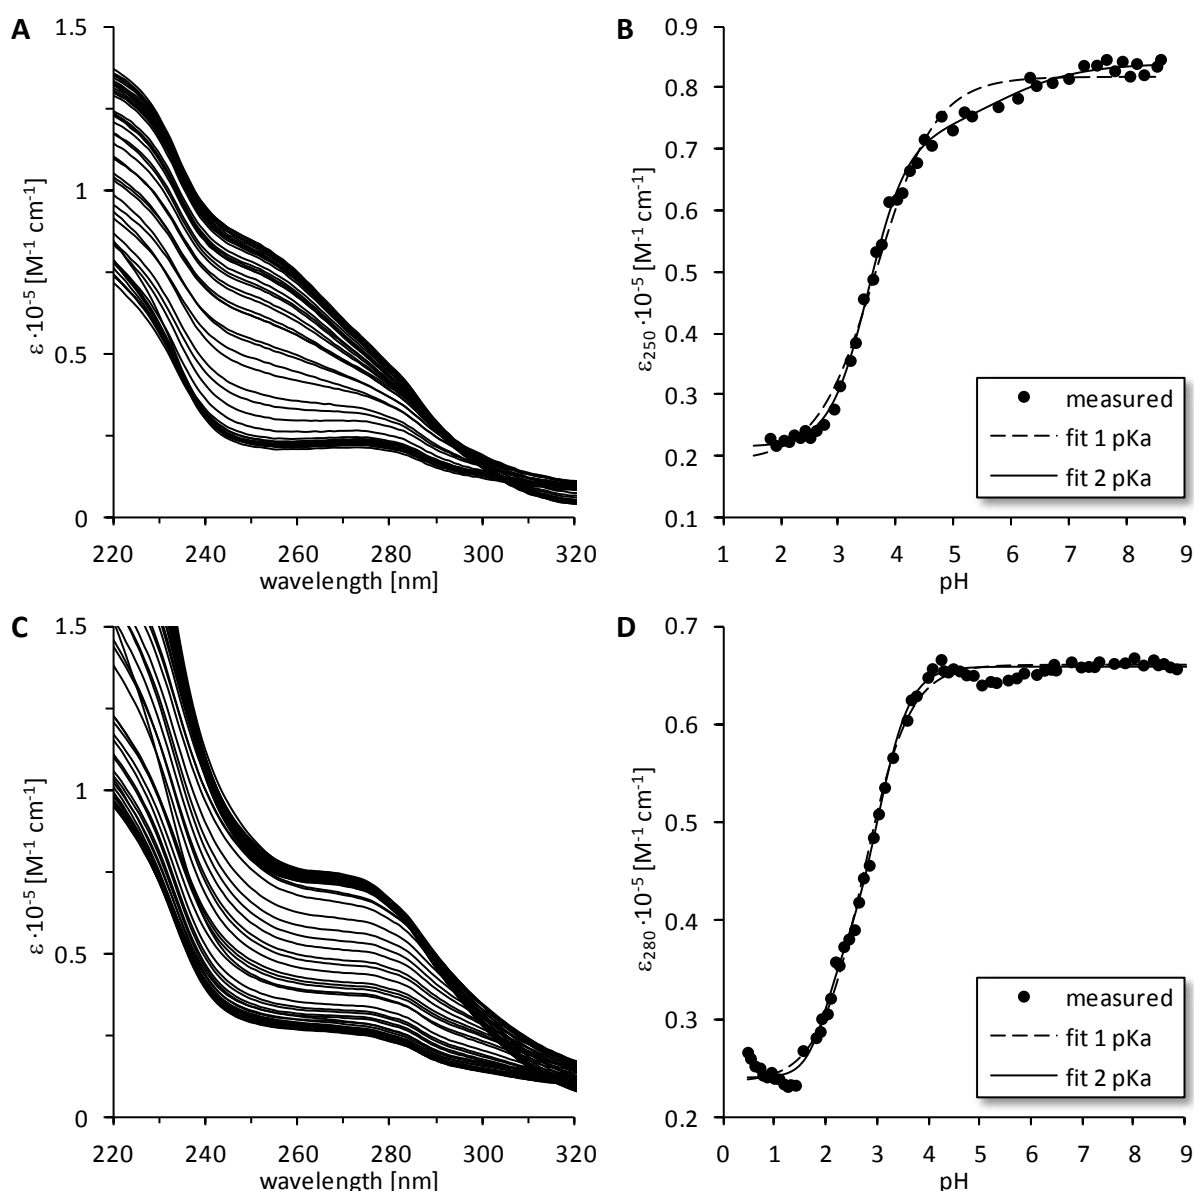 A
1.5
1
0.5
0
ε ·10⁻⁵ [M⁻¹ cm⁻¹]
220 240 260 280 300 320
wavelength [nm]
B
0.9
0.8
0.7
0.6
0.5
0.4
0.3
0.2
0.1
ε₂₅₀ ·10⁻⁵ [M⁻¹ cm⁻¹]
measured
fit 1 pKa
fit 2 pKa
1 2 3 4 5 6 7 8 9
pH
C
1.5
1
0.5
0
ε ·10⁻⁵ [M⁻¹ cm⁻¹]
220 240 260 280 300 320
wavelength [nm]
D
0.7
0.6
0.5
0.4
0.3
0.2
ε₂₈₀ ·10⁻⁵ [M⁻¹ cm⁻¹]
measured
fit 1 pKa
fit 2 pKa
0 1 2 3 4 5 6 7 8 9
pH